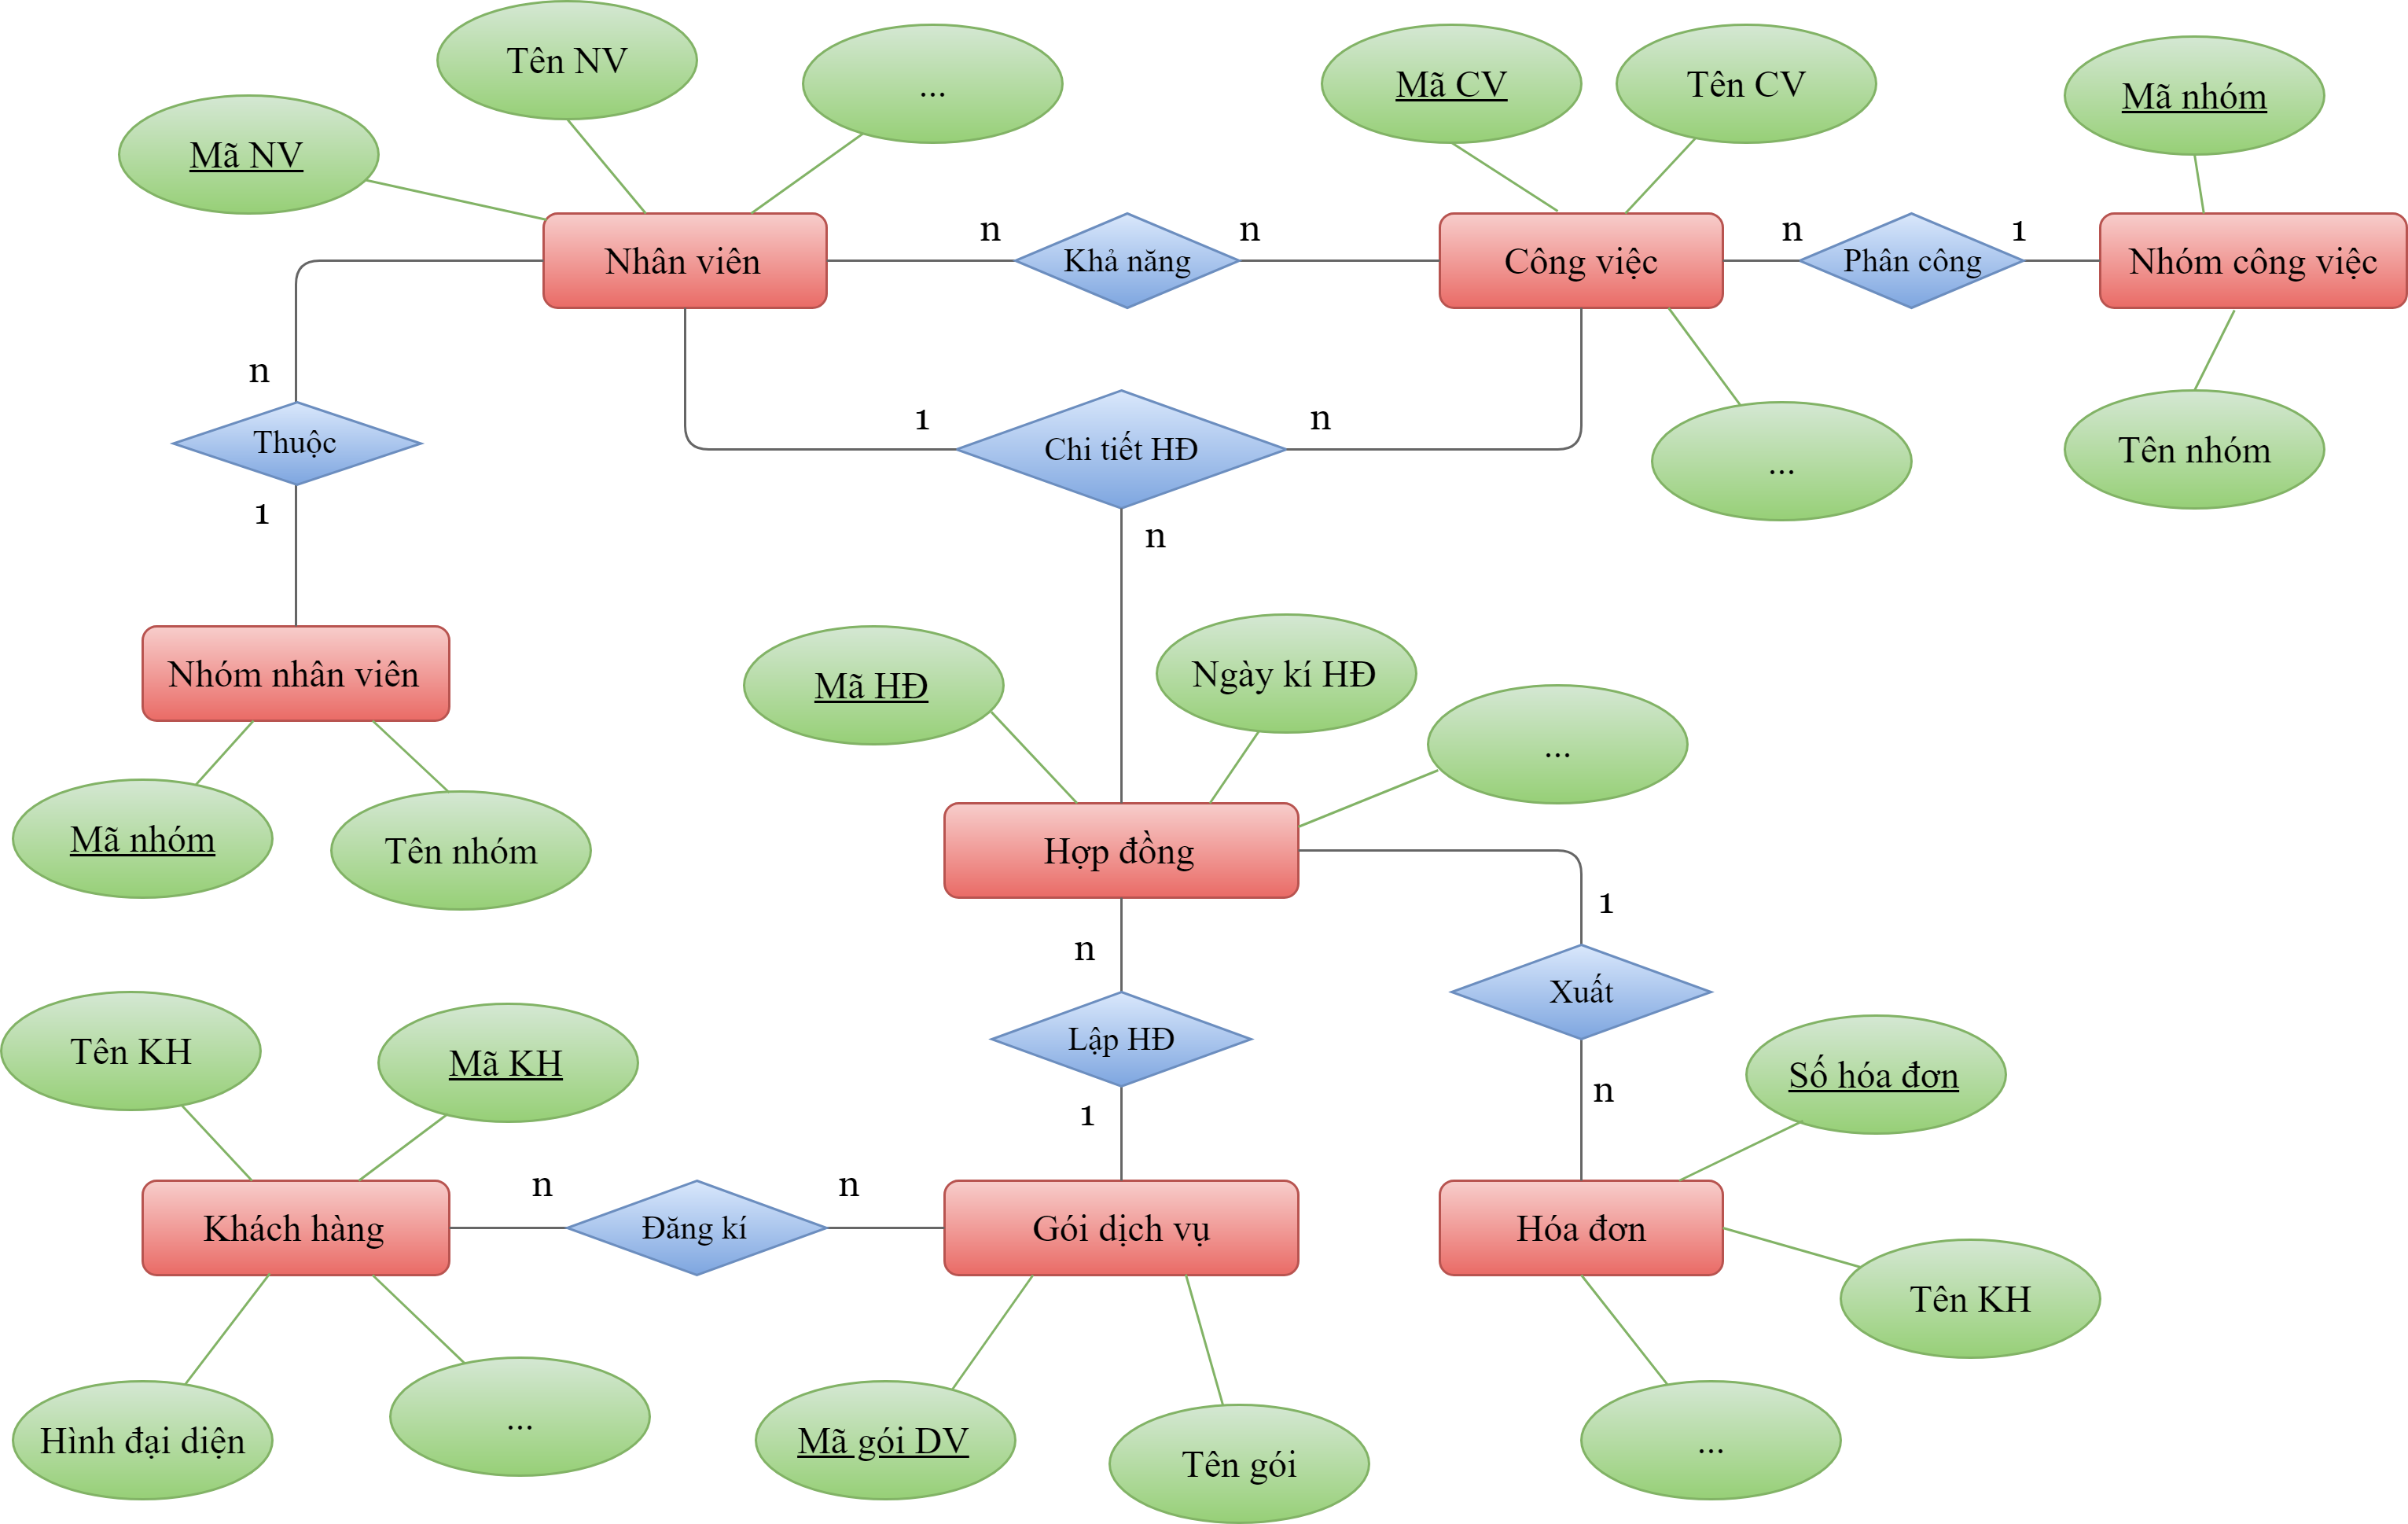 Tên NV
...
Mã CV
Tên CV
Mã nhóm
Mã NV
Nhân viên
n
Khả năng
n
Công việc
n
Phân công
1
Nhóm công việc
n
Thuộc
1
1
Chi tiết HĐ
n
n
...
Tên nhóm
Nhóm nhân viên
Mã nhóm
Tên nhóm
Mã HĐ
Ngày kí HĐ
...
Hợp đồng
n
Lập HĐ
1
1
Xuất
n
Tên KH
Mã KH
Số hóa đơn
Khách hàng
n
Đăng kí
n
Gói dịch vụ
Hóa đơn
Tên KH
Hình đại diện
...
Mã gói DV
Tên gói
...